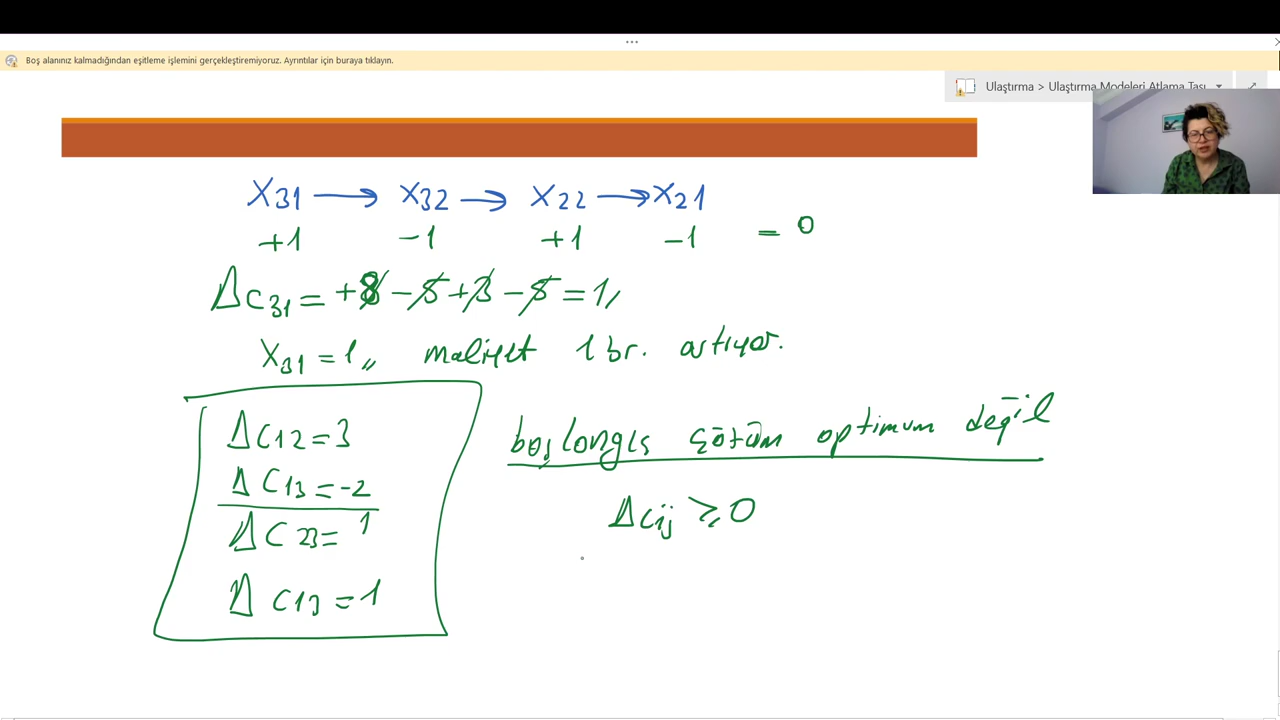 Boş alanınız kalmadığından eşitleme işlemini gerçekleştiremiyoruz. Ayrıntılar için buraya tıklayın.
Ulaştırma > Ulaştırma Modeleri Atlama Taşı
X31 → X32 → X22 → X21
+1 -1 +1 -1 = 0
ΔC31 = +8 -5 +3 -5 = 1
X31 = 1 maliyet 1 br. artıyor.
ΔC12 = 3
ΔC13 = -2
ΔC23 = 1
ΔC13 = 1
başlangıç çözüm optimum değil
ΔCij ≥ 0